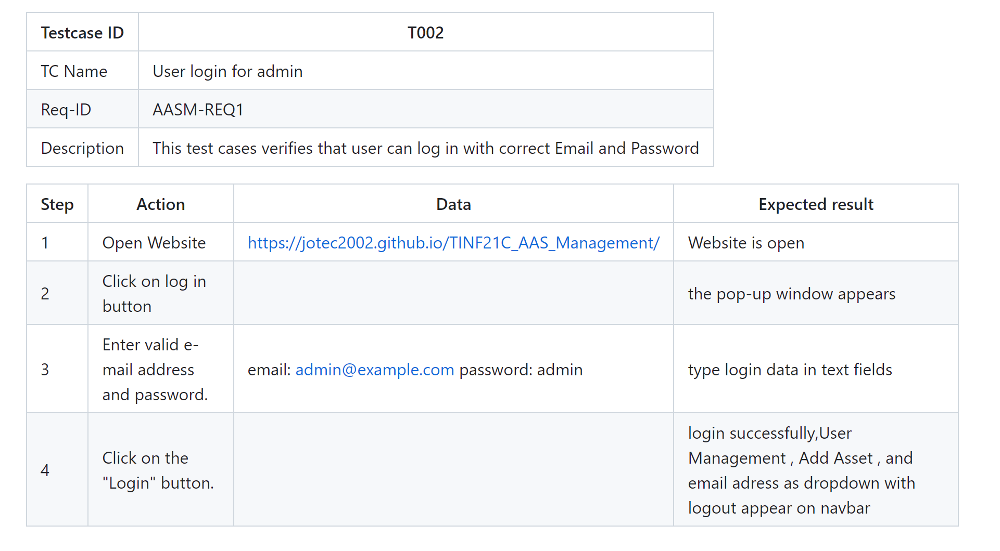 Testcase ID T002
TC Name User login for admin
Req-ID AASM-REQ1
Description This test cases verifies that user can log in with correct Email and Password
Step Action Data Expected result
1 Open Website https://jotec2002.github.io/TINF21C_AAS_Management/ Website is open
2 Click on log in
button
the pop-up window appears
3 Enter valid e-
mail address
and password.
email: admin@example.com password: admin
type login data in text fields
4 Click on the
"Login" button.
login successfully,User
Management , Add Asset , and
email adress as dropdown with
logout appear on navbar